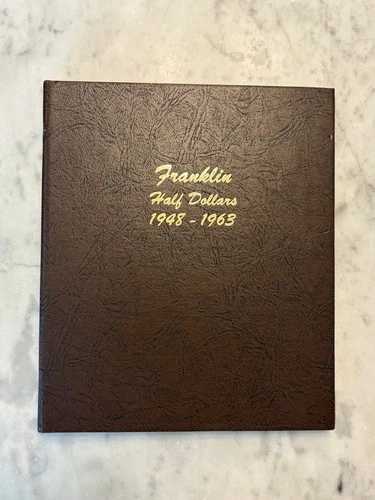 Franklin
Half Dollars
1948 - 1963